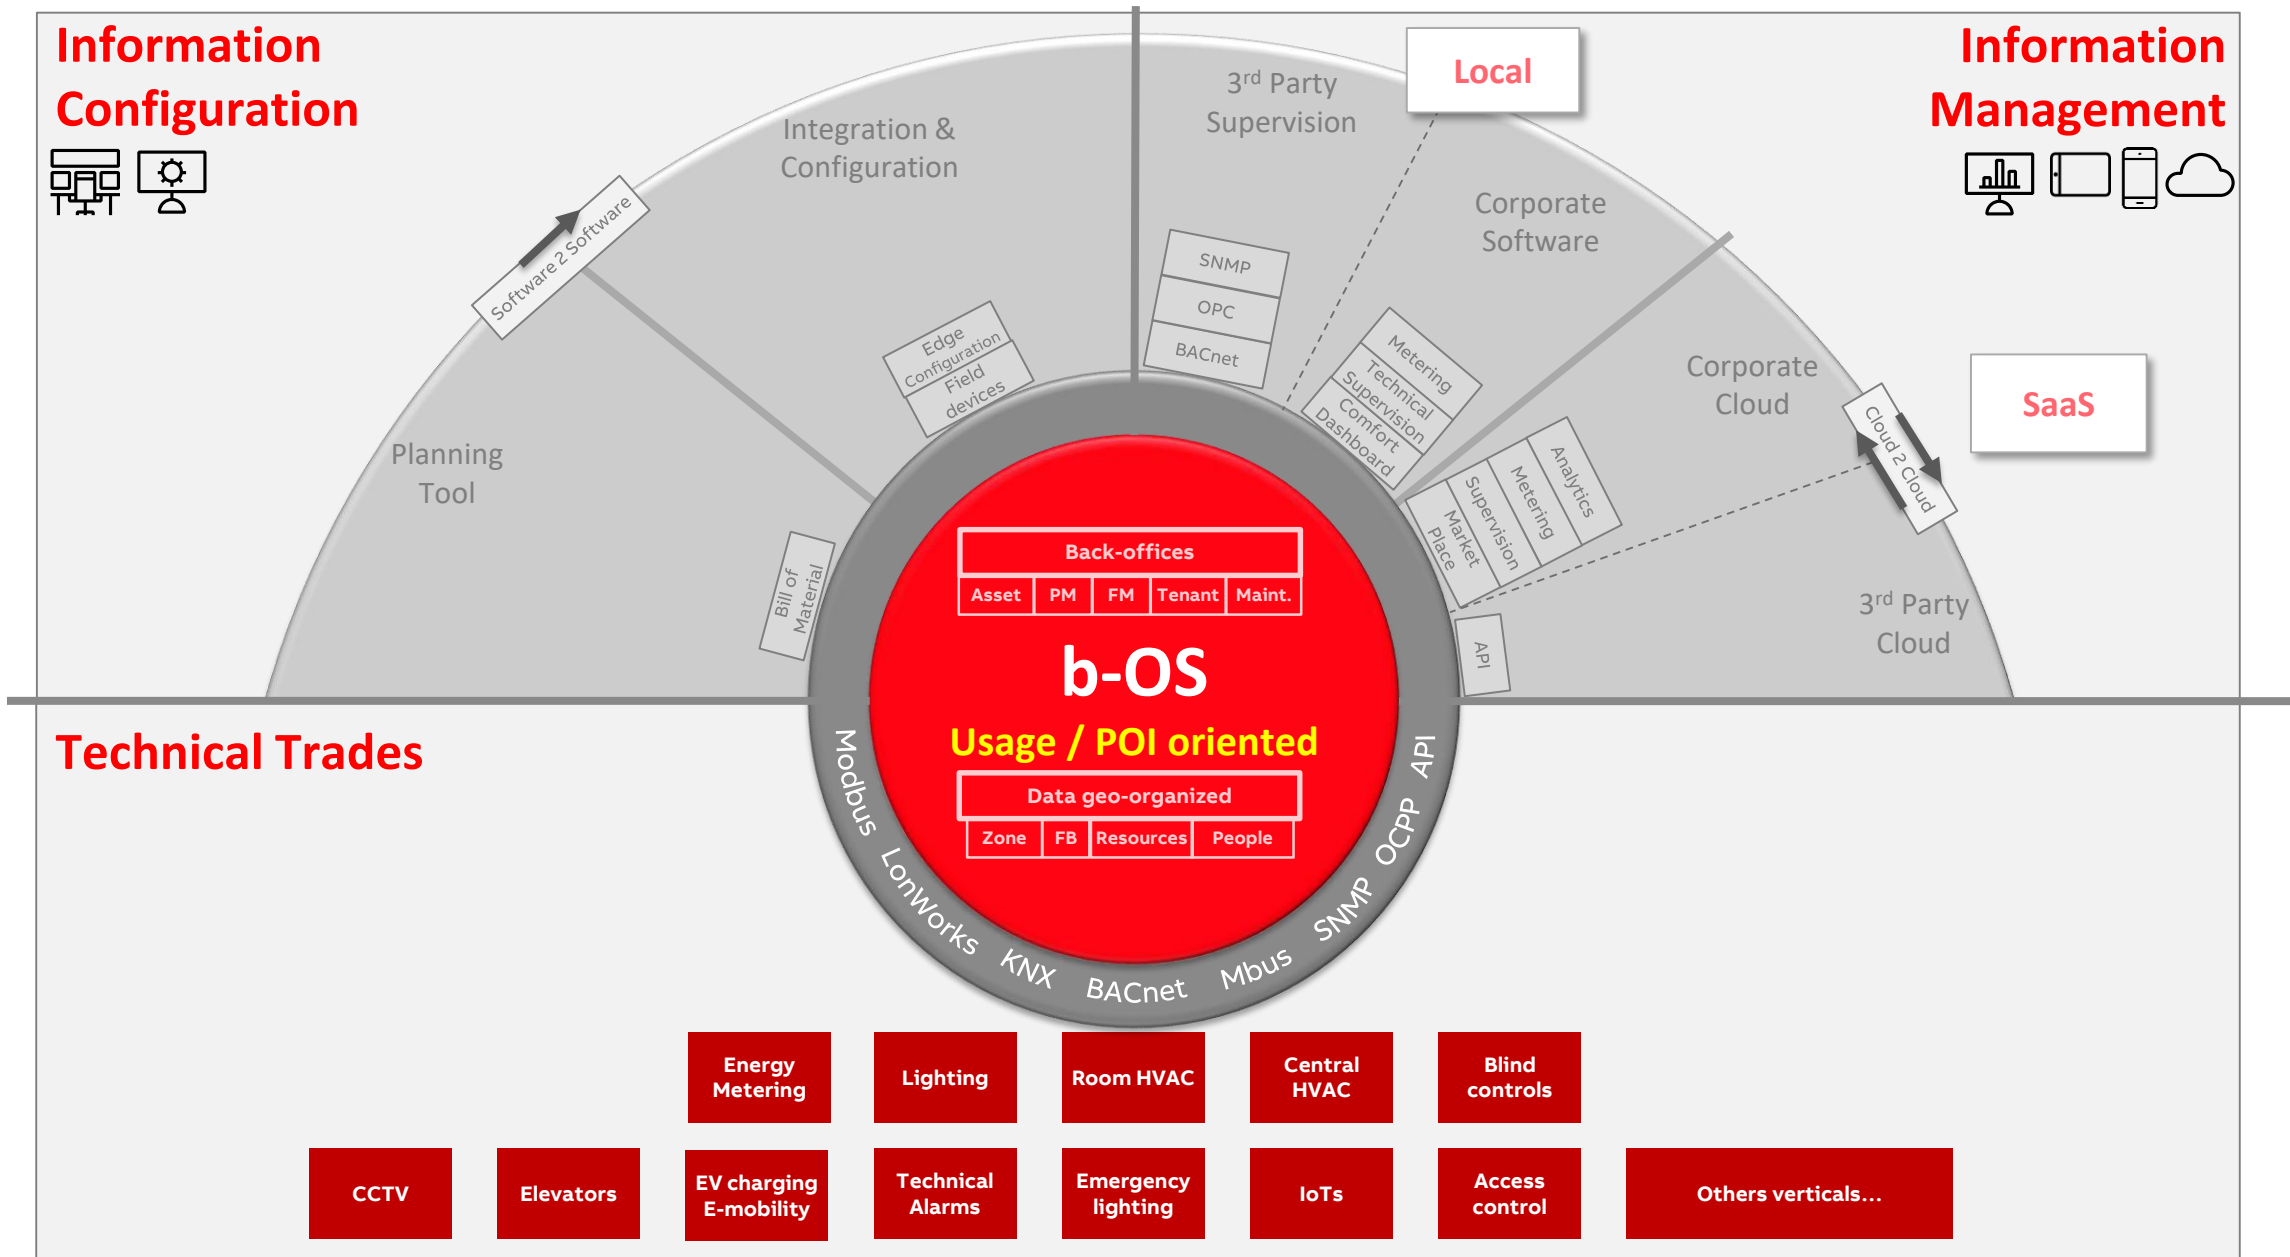 Information
Configuration
Information
Management
Local
SaaS
3rd Party
Supervision
Integration &
Configuration
Corporate
Software
Software 2 Software
Corporate
Cloud
Cloud 2 Cloud
Planning
Tool
3rd Party
Cloud
SNMP
OPC
BACnet
Edge
Configuration
Field
devices
Metering
Technical
Supervision
Comfort
Dashboard
Analytics
Metering
Supervision
Market
Place
API
Bill of
Material
Back-offices
Asset PM FM Tenant Maint.
b-OS
Usage / POI oriented
Data geo-organized
Zone FB Resources People
Technical Trades
Modbus LonWorks KNX BACnet Mbus SNMP OCPP API
Energy
Metering
Lighting
Room HVAC
Central
HVAC
Blind
controls
CCTV
Elevators
EV charging
E-mobility
Technical
Alarms
Emergency
lighting
IoTs
Access
control
Others verticals...